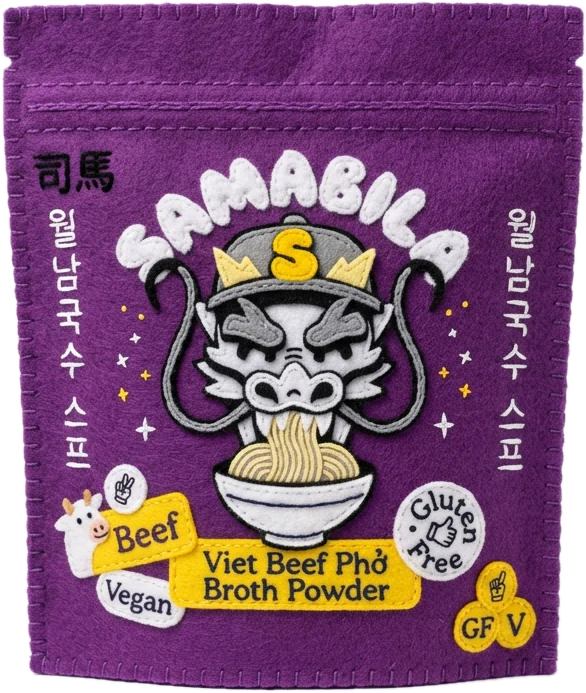 司馬
SAMABILA
S
월남국수 스프
월남국수 스프
Beef
Vegan
Viet Beef Phở
Broth Powder
Gluten
Free
GF
V